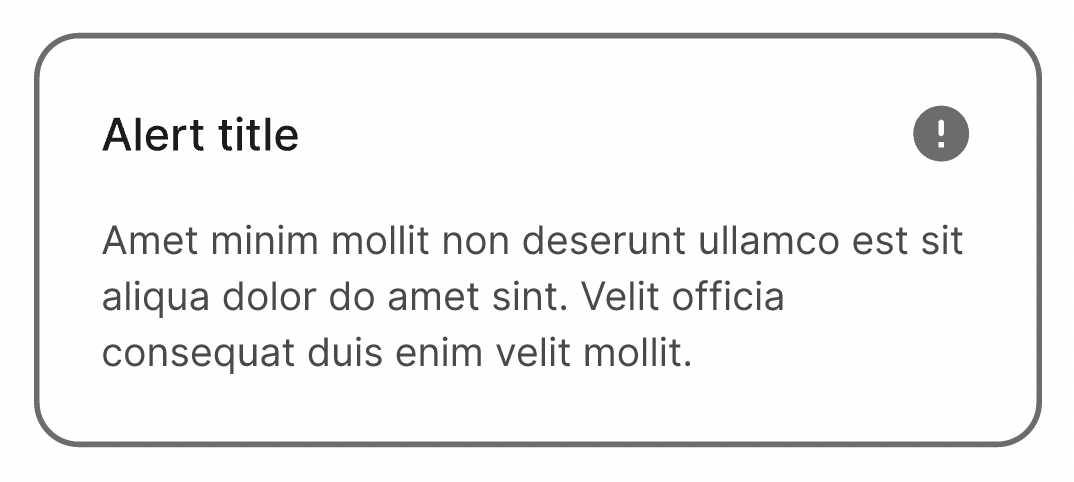 Alert title
Amet minim mollit non deserunt ullamco est sit
aliqua dolor do amet sint. Velit officia
consequat duis enim velit mollit.